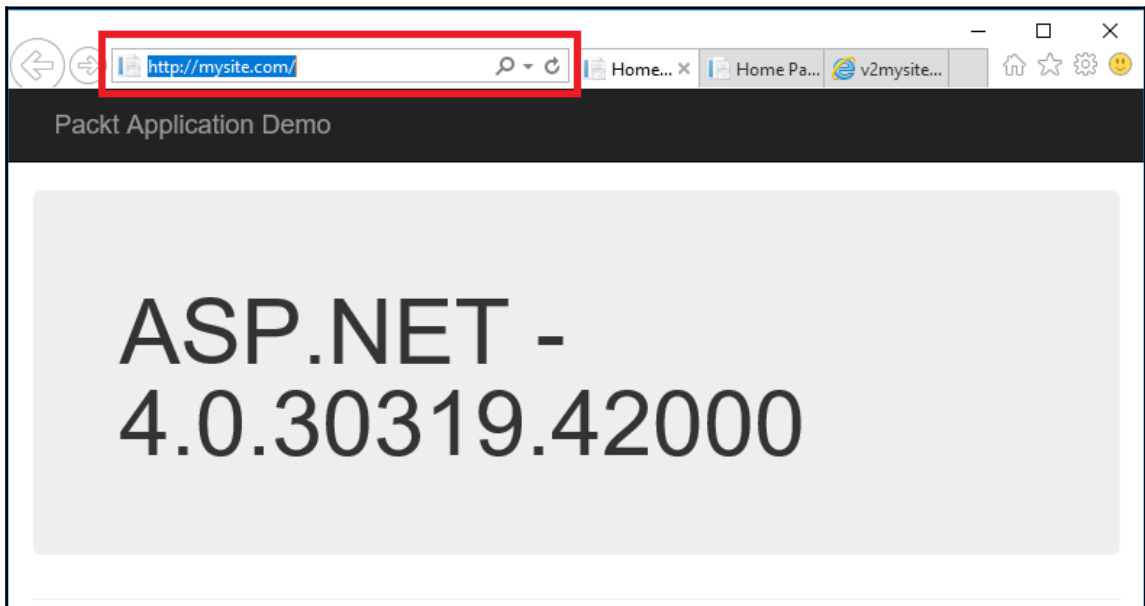 http://mysite.com/
Home...
Home Pa...
v2mysite...
Packt Application Demo
ASP.NET -
4.0.30319.42000